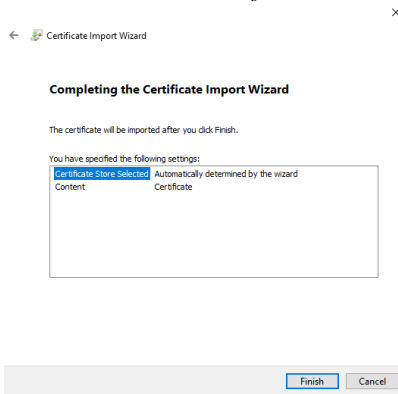 Certificate Import Wizard
Completing the Certificate Import Wizard
The certificate will be imported after you click Finish.
You have specified the following settings:
Certificate Store Selected Automatically determined by the wizard
Content Certificate
Finish Cancel